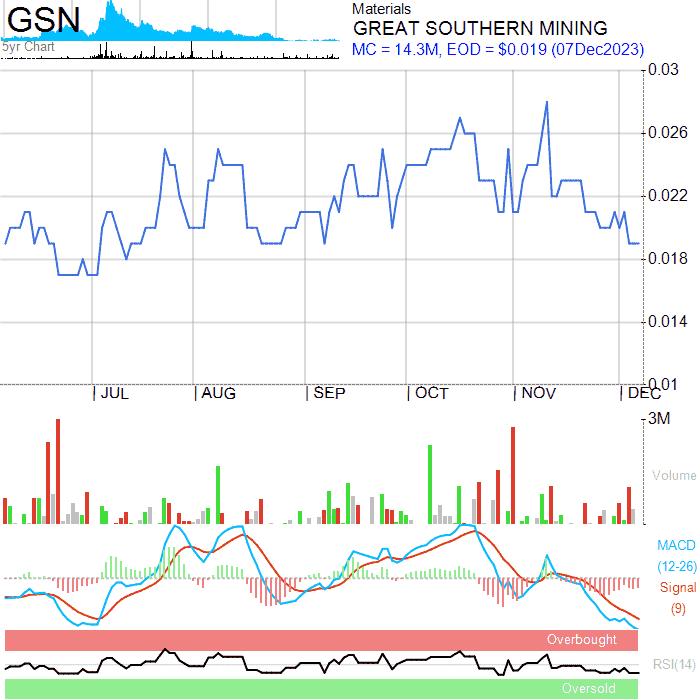 GSN
5yr Chart
Materials
GREAT SOUTHERN MINING
MC = 14.3M, EOD = $0.019 (07Dec2023)
0.03
0.026
0.022
0.018
0.014
0.01
JUL AUG SEP OCT NOV DEC
3M
Volume
MACD
(12-26)
Signal
(9)
Overbought
RSI(14)
Oversold